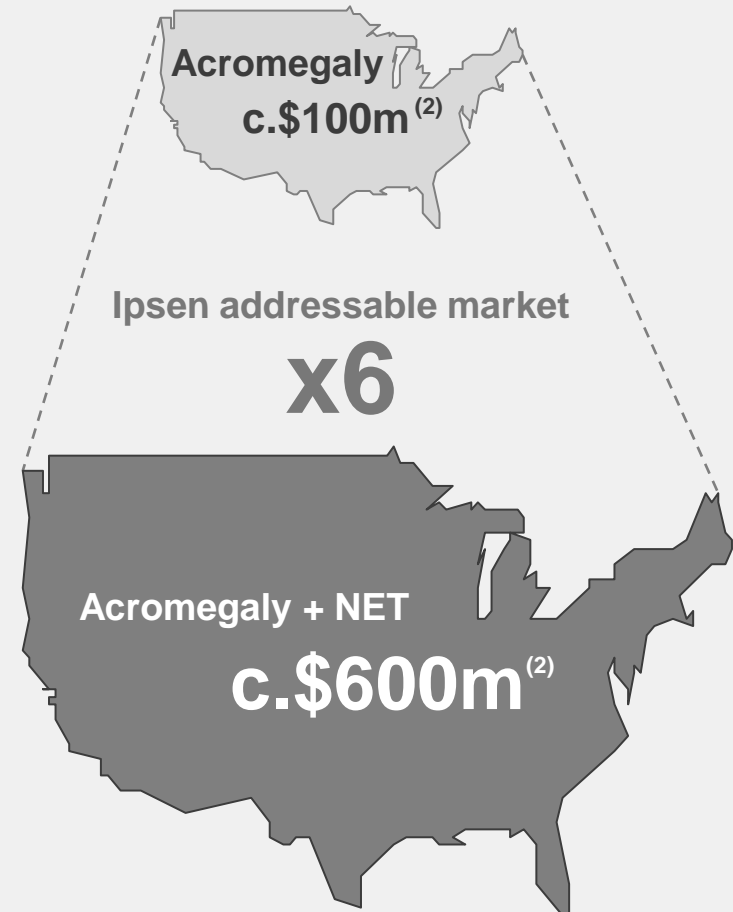 Acromegaly
c.$100m (2)
Ipsen addressable market
x6
Acromegaly + NET
c.$600m (2)